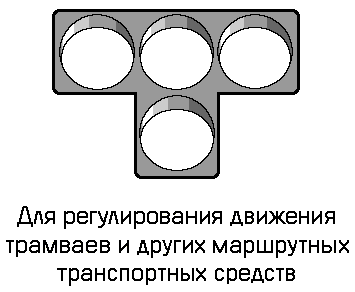 Для регулирования движения
трамваев и других маршрутных
транспортных средств